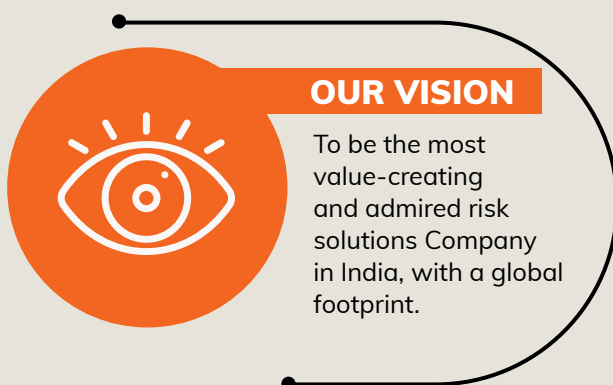 OUR VISION
To be the most
value-creating
and admired risk
solutions Company
in India, with a global
footprint.